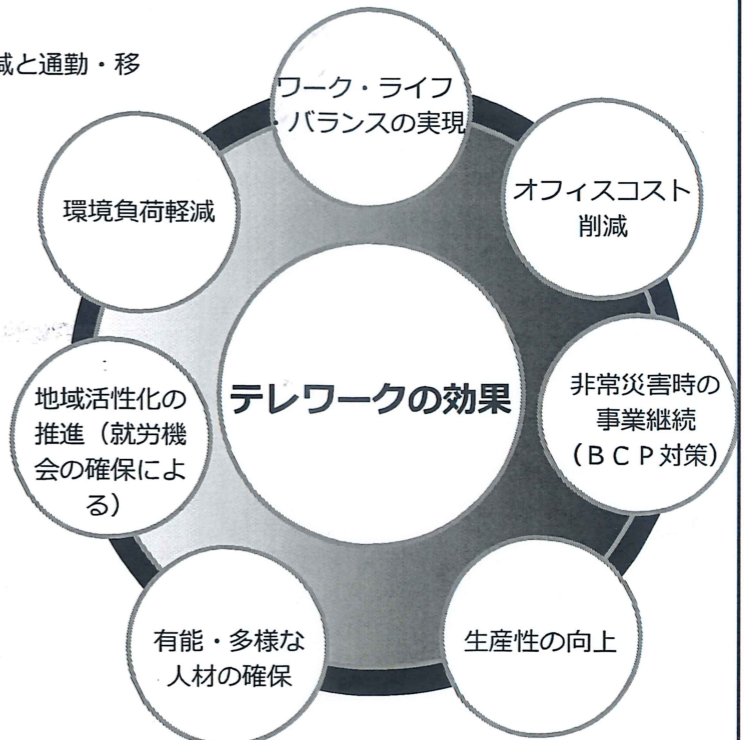 減と通勤・移
ワーク・ライフ
・バランスの実現
オフィスコスト
削減
非常災害時の
事業継続
(ＢＣＰ対策)
生産性の向上
有能・多様な
人材の確保
地域活性化の
推進（就労機
会の確保によ
る）
環境負荷軽減
テレワークの効果